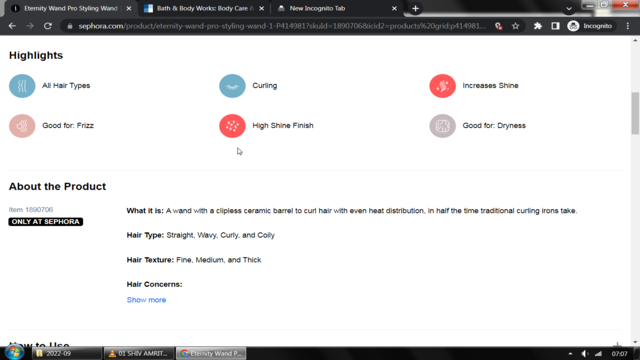 Eternity Wand Pro Styling Wand
Bath & Body Works: Body Care &
New Incognito Tab
sephora.com/product/eternity-wand-pro-styling-wand-1-P414981?skuId=1890706&icid2=products%20grid:p414981...
Incognito
Highlights
All Hair Types
Curling
Increases Shine
Good for: Frizz
High Shine Finish
Good for: Dryness
About the Product
Item 1890706
ONLY AT SEPHORA
What it is: A wand with a clipless ceramic barrel to curl hair with even heat distribution, in half the time traditional curling irons take.
Hair Type: Straight, Wavy, Curly, and Coily
Hair Texture: Fine, Medium, and Thick
Hair Concerns:
Show more
How to Use
2022-09
01 SHIV AMRIT...
Eternity Wand P...
07:07